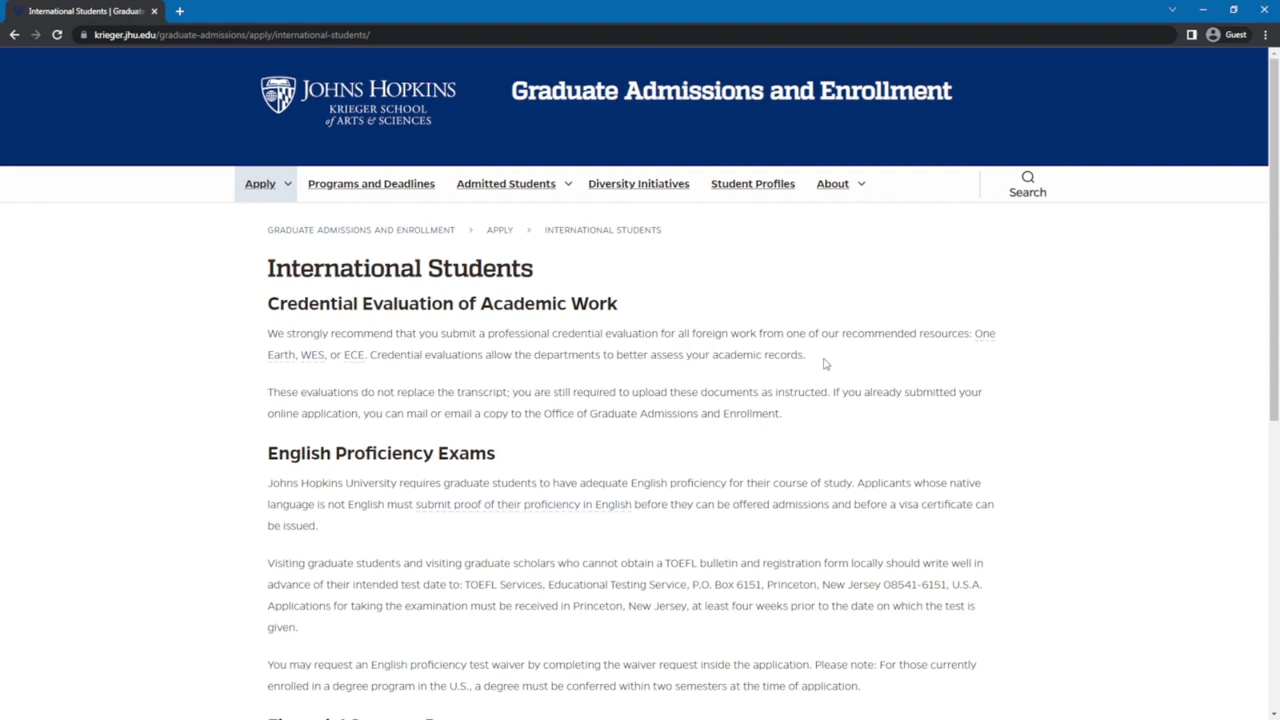 International Students | Graduate
krieger.jhu.edu/graduate-admissions/apply/international-students/
Guest
JOHNS HOPKINS
KRIEGER SCHOOL
of ARTS & SCIENCES
Graduate Admissions and Enrollment
Apply Programs and Deadlines Admitted Students Diversity Initiatives Student Profiles About Search
GRADUATE ADMISSIONS AND ENROLLMENT > APPLY > INTERNATIONAL STUDENTS
International Students
Credential Evaluation of Academic Work
We strongly recommend that you submit a professional credential evaluation for all foreign work from one of our recommended resources: One
Earth, WES, or ECE. Credential evaluations allow the departments to better assess your academic records.
These evaluations do not replace the transcript; you are still required to upload these documents as instructed. If you already submitted your
online application, you can mail or email a copy to the Office of Graduate Admissions and Enrollment.
English Proficiency Exams
Johns Hopkins University requires graduate students to have adequate English proficiency for their course of study. Applicants whose native
language is not English must submit proof of their proficiency in English before they can be offered admissions and before a visa certificate can
be issued.
Visiting graduate students and visiting graduate scholars who cannot obtain a TOEFL bulletin and registration form locally should write well in
advance of their intended test date to: TOEFL Services, Educational Testing Service, P.O. Box 6151, Princeton, New Jersey 08541-6151, U.S.A.
Applications for taking the examination must be received in Princeton, New Jersey, at least four weeks prior to the date on which the test is
given.
You may request an English proficiency test waiver by completing the waiver request inside the application. Please note: For those currently
enrolled in a degree program in the U.S., a degree must be conferred within two semesters at the time of application.